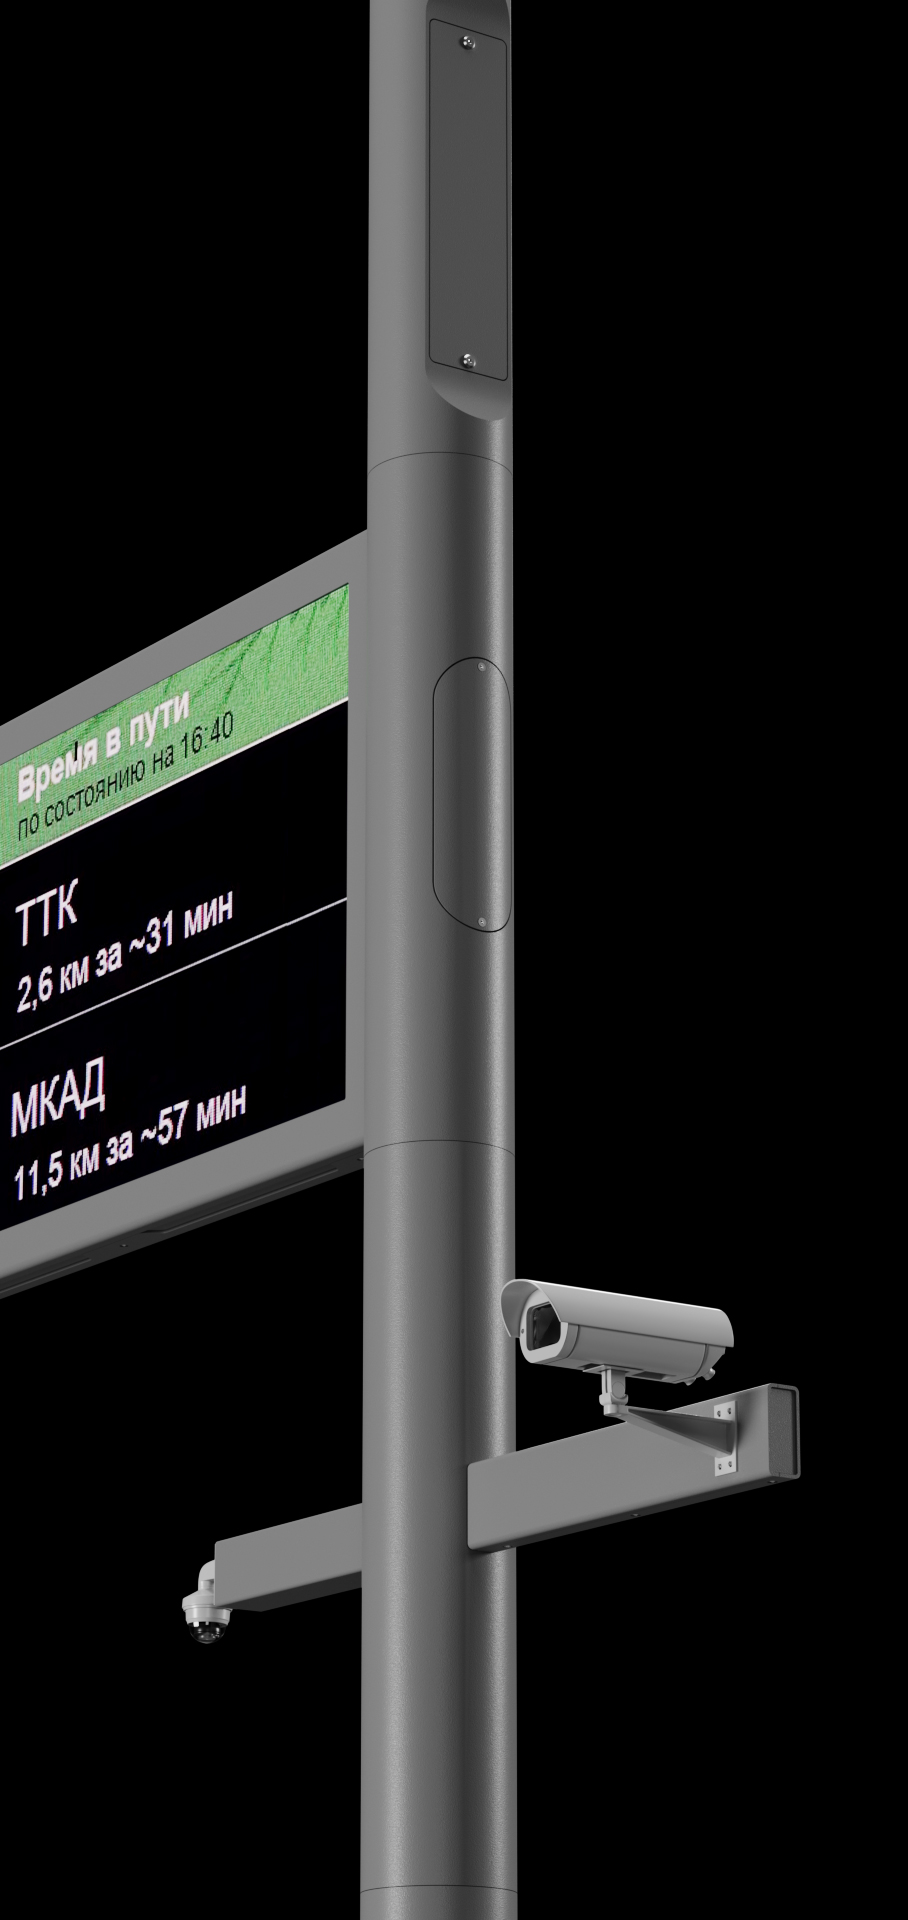 Время в пути
по состоянию на 16:40
ТТК
2,6 км за ~31 мин
МКАД
11,5 км за ~57 мин